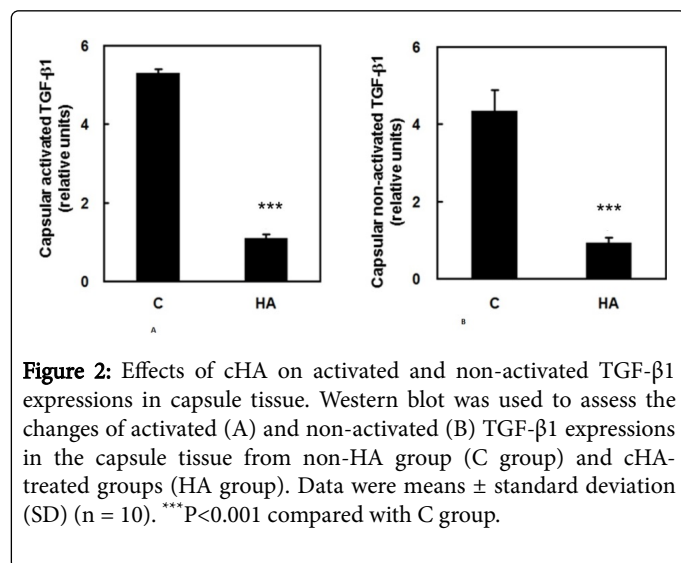 Capsular activated TGF-β1
(relative units)
6
4
2
0
***
C
HA
A
Capsular non-activated TGF-β1
(relative units)
6
4
2
0
***
C
HA
B
Figure 2: Effects of cHA on activated and non-activated TGF-β1
expressions in capsule tissue. Western blot was used to assess the
changes of activated (A) and non-activated (B) TGF-β1 expressions
in the capsule tissue from non-HA group (C group) and cHA-
treated groups (HA group). Data were means ± standard deviation
(SD) (n = 10). ***P<0.001 compared with C group.